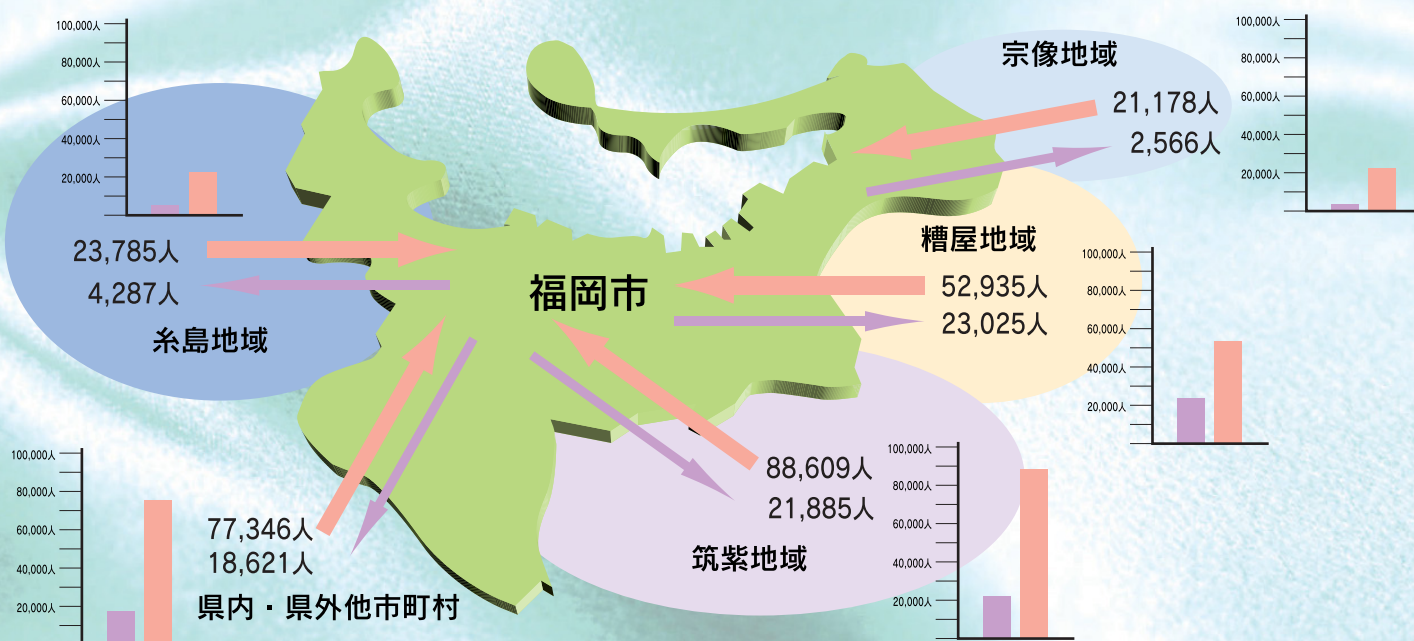 100,000人
80,000人
60,000人
40,000人
20,000人
23,785人
4,287人
糸島地域
宗像地域
21,178人
2,566人
100,000人
80,000人
60,000人
40,000人
20,000人
福岡市
糟屋地域
52,935人
23,025人
100,000人
80,000人
60,000人
40,000人
20,000人
100,000人
80,000人
60,000人
40,000人
20,000人
77,346人
18,621人
県内・県外他市町村
88,609人
21,885人
筑紫地域
100,000人
80,000人
60,000人
40,000人
20,000人